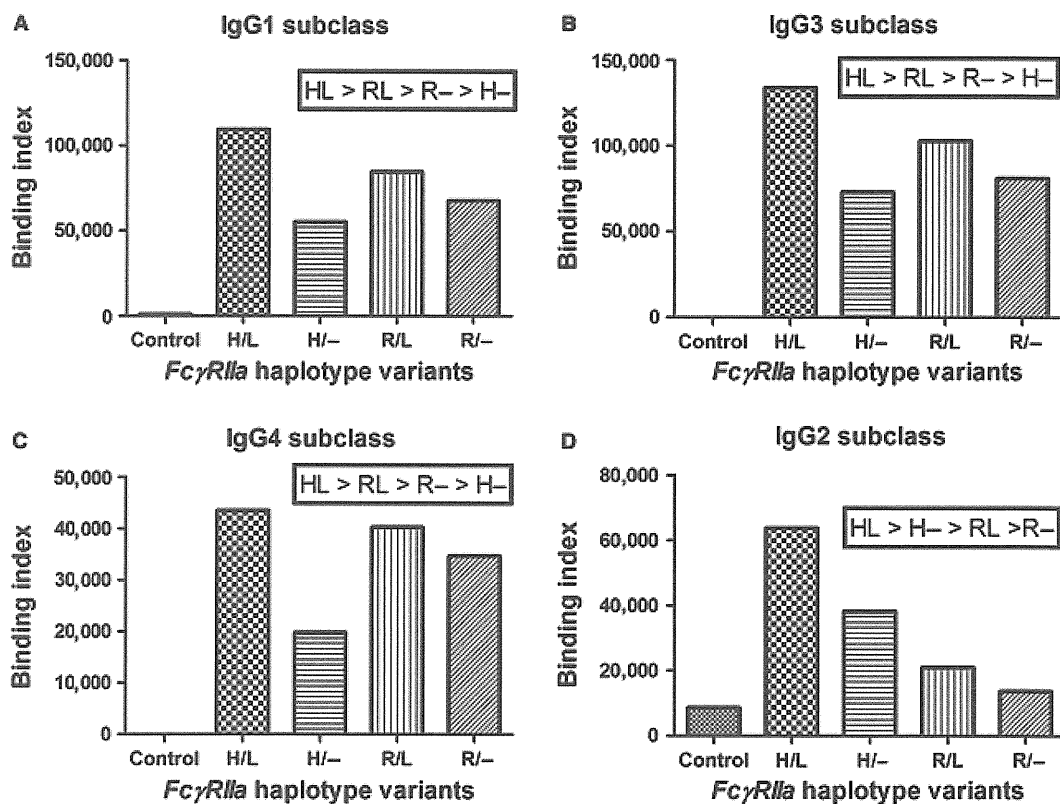 A
IgG1 subclass
HL > RL > R– > H–
Binding index
150,000
100,000
50,000
0
Control H/L H/– R/L R/–
FcγRIIa haplotype variants
B
IgG3 subclass
HL > RL > R– > H–
Binding index
150,000
100,000
50,000
0
Control H/L H/– R/L R/–
FcγRIIa haplotype variants
C
IgG4 subclass
HL > RL > R– > H–
Binding index
50,000
40,000
30,000
20,000
10,000
0
Control H/L H/– R/L R/–
FcγRIIa haplotype variants
D
IgG2 subclass
HL > H– > RL >R–
Binding index
80,000
60,000
40,000
20,000
0
Control H/L H/– R/L R/–
FcγRIIa haplotype variants